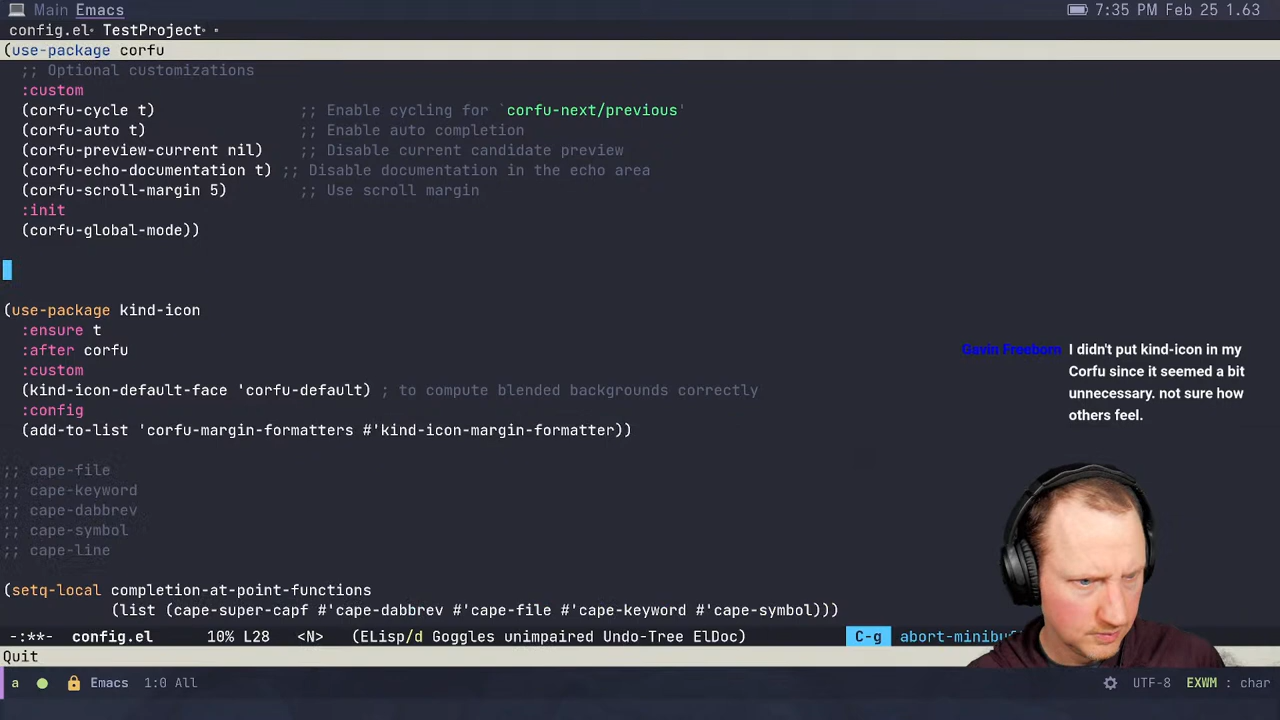 Main Emacs 7:35 PM Feb 25 1.63
config.el• TestProject• •
(use-package corfu
;; Optional customizations
:custom
(corfu-cycle t) ;; Enable cycling for `corfu-next/previous'
(corfu-auto t) ;; Enable auto completion
(corfu-preview-current nil) ;; Disable current candidate preview
(corfu-echo-documentation t) ;; Disable documentation in the echo area
(corfu-scroll-margin 5) ;; Use scroll margin
:init
(corfu-global-mode))
(use-package kind-icon
:ensure t
:after corfu
:custom
(kind-icon-default-face 'corfu-default) ; to compute blended backgrounds correctly
:config
(add-to-list 'corfu-margin-formatters #'kind-icon-margin-formatter))
Gavin Freeborn I didn't put kind-icon in my
Corfu since it seemed a bit
unnecessary. not sure how
others feel.
;; cape-file
;; cape-keyword
;; cape-dabbrev
;; cape-symbol
;; cape-line
(setq-local completion-at-point-functions
(list (cape-super-capf #'cape-dabbrev #'cape-file #'cape-keyword #'cape-symbol)))
-:**- config.el 10% L28 <N> (ELisp/d Goggles unimpaired Undo-Tree ElDoc) C-g abort-minibuf
Quit
a Emacs 1:0 All UTF-8 EXWM : char